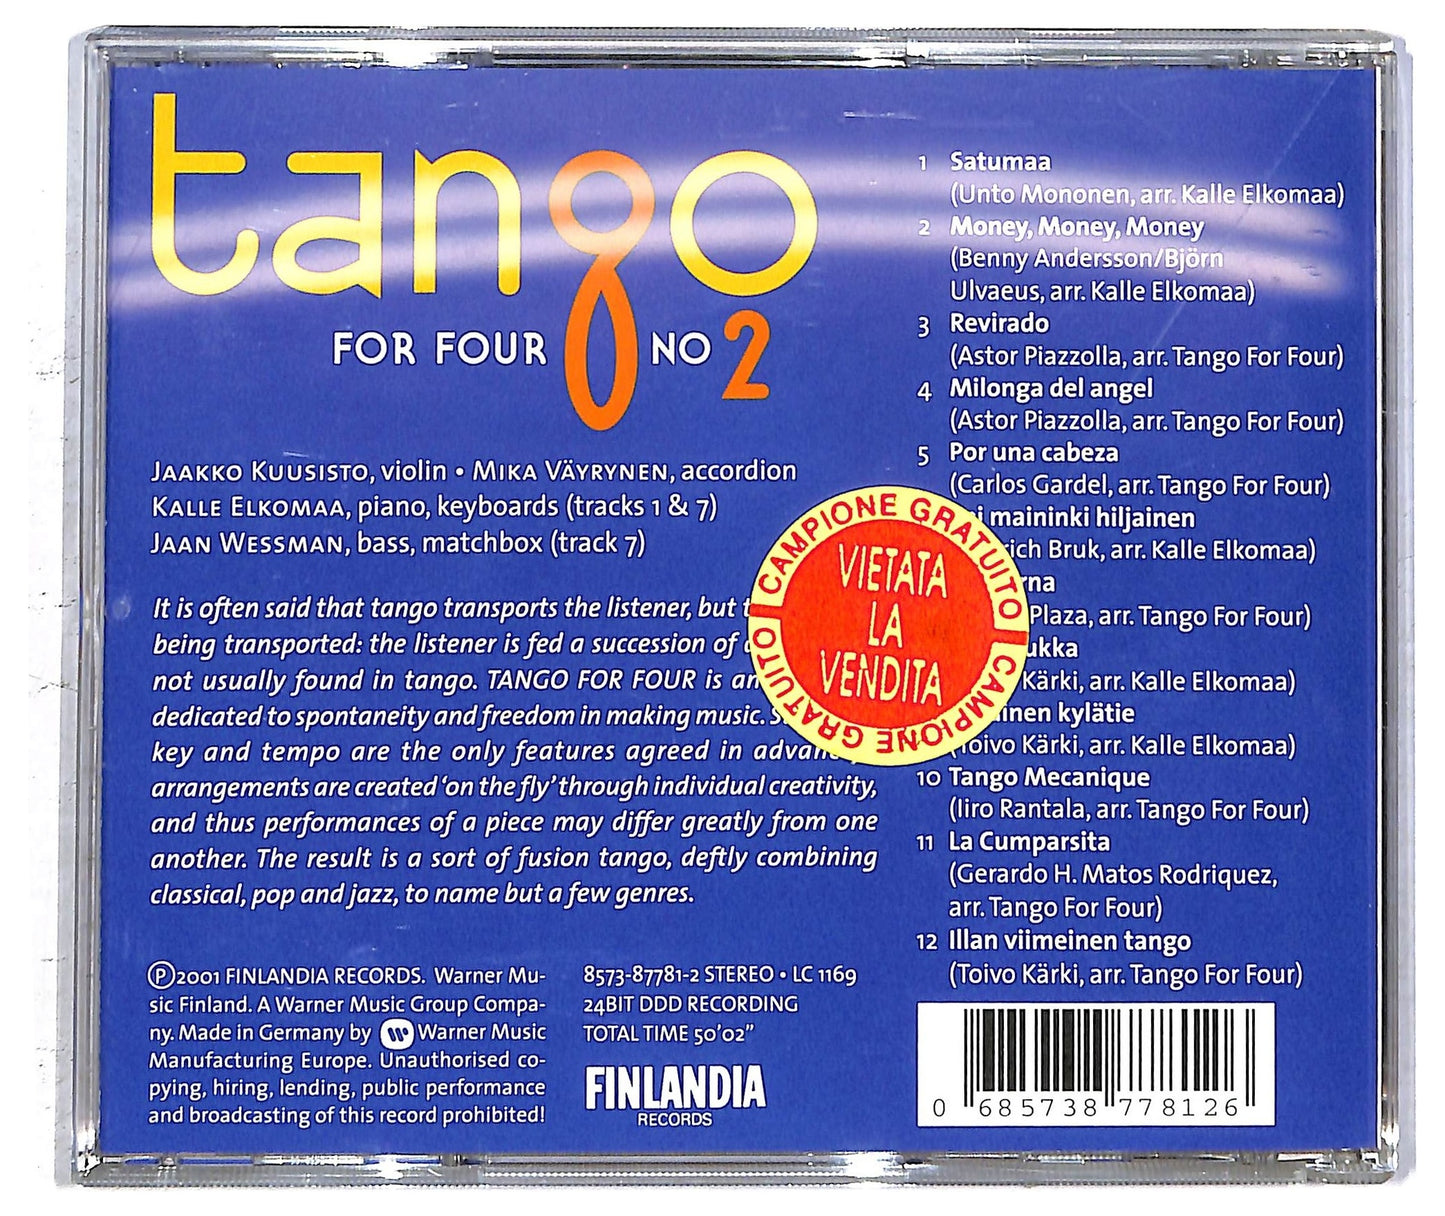 tango
FOR FOUR NO 2
JAAKKO KUUSISTO, violin • MIKA VÄYRYNEN, accordion
KALLE ELKOMAA, piano, keyboards (tracks 1 & 7)
JAAN WESSMAN, bass, matchbox (track 7)
It is often said that tango transports the listener, but
being transported: the listener is fed a succession of
not usually found in tango. TANGO FOR FOUR is
dedicated to spontaneity and freedom in making music.
key and tempo are the only features agreed in
arrangements are created 'on the fly' through individual creativity,
and thus performances of a piece may differ greatly from one
another. The result is a sort of fusion tango, deftly combining
classical, pop and jazz, to name but a few genres.
℗2001 FINLANDIA RECORDS. Warner Mu-
sic Finland. A Warner Music Group Compa-
ny. Made in Germany by Warner Music
Manufacturing Europe. Unauthorised co-
pying, hiring, lending, public performance
and broadcasting of this record prohibited!
8573-87781-2 STEREO • LC 1169
24BIT DDD RECORDING
TOTAL TIME 50'02"
FINLANDIA
RECORDS
1 Satumaa
(Unto Mononen, arr. Kalle Elkomaa)
2 Money, Money, Money
(Benny Andersson/Björn
Ulvaeus, arr. Kalle Elkomaa)
3 Revirado
(Astor Piazzolla, arr. Tango For Four)
4 Milonga del angel
(Astor Piazzolla, arr. Tango For Four)
5 Por una cabeza
(Carlos Gardel, arr. Tango For Four)
maininki hiljainen
Bruk, arr. Kalle Elkomaa)
Plaza, arr. Tango For Four)
Kärki, arr. Kalle Elkomaa)
kylätie
(Toivo Kärki, arr. Kalle Elkomaa)
10 Tango Mecanique
(Iiro Rantala, arr. Tango For Four)
11 La Cumparsita
(Gerardo H. Matos Rodriquez,
arr. Tango For Four)
12 Illan viimeinen tango
(Toivo Kärki, arr. Tango For Four)
0 685738 778126
CAMPIONE GRATUITO
CAMPIONE GRATUITO
VIETATA
LA
VENDITA